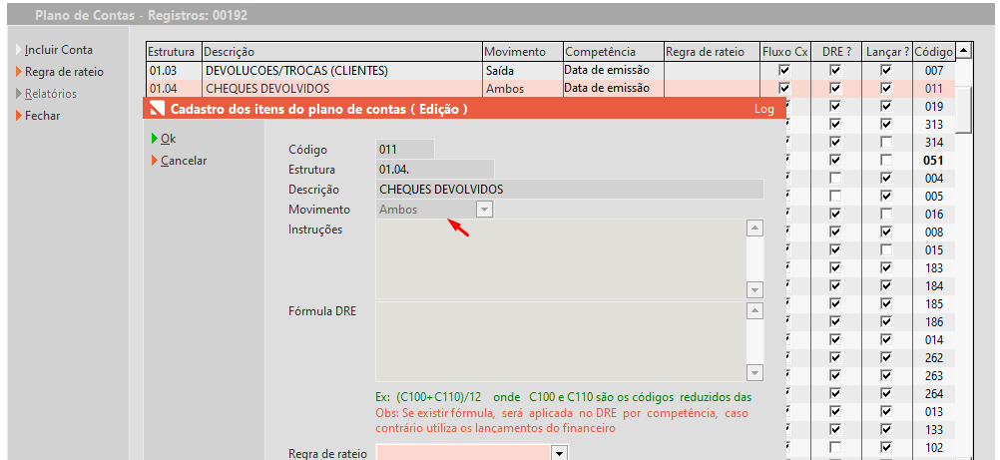 Plano de Contas - Registros: 00192
Incluir Conta
Regra de rateio
Relatórios
Fechar
Estrutura Descrição Movimento Competência Regra de rateio Fluxo Cx DRE ? Lançar ? Código
01.03 DEVOLUCOES/TROCAS (CLIENTES) Saída Data de emissão 007
01.04 CHEQUES DEVOLVIDOS Ambos Data de emissão 011
019
313
314
051
004
005
016
008
015
183
184
185
186
014
262
263
264
013
133
102
Cadastro dos itens do plano de contas ( Edição ) Log
Ok
Cancelar
Código 011
Estrutura 01.04.
Descrição CHEQUES DEVOLVIDOS
Movimento Ambos
Instruções
Fórmula DRE
Ex: (C100+C110)/12 onde C100 e C110 são os códigos reduzidos das
Obs: Se existir fórmula, será aplicada no DRE por competência, caso
contrário utiliza os lançamentos do financeiro
Regra de rateio